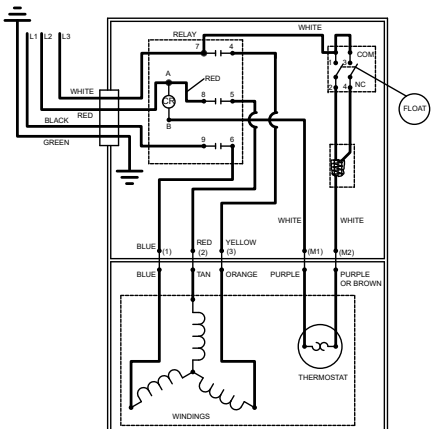 WHITE
RELAY
L1 L2 L3
7 4
1 3 COM
A
RED
2 4 NC
WHITE
CR
8 5
FLOAT
RED
B
BLACK
9 6
GREEN
WHITE WHITE
BLUE (1) RED (2) YELLOW (3) (M1) (M2)
BLUE TAN ORANGE PURPLE PURPLE OR BROWN
THERMOSTAT
WINDINGS